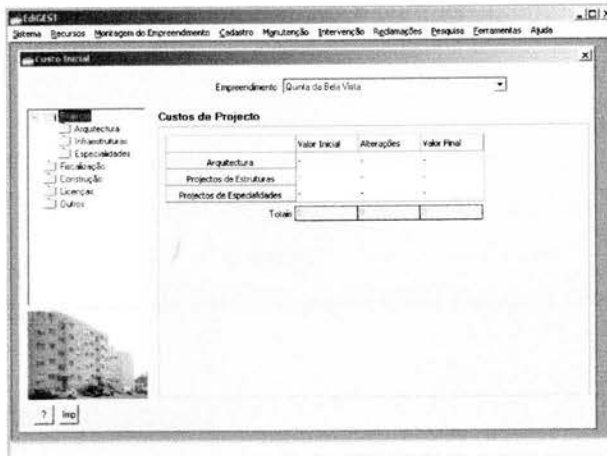 EdiGEST
Sistema Recursos Montagem do Empreendimento Cadastro Manutenção Intervenção Reclamações Pesquisa Ferramentas Ajuda
Custo Inicial
Empreendimento Quinta da Bela Vista
Projecto
Arquitectura
Infraestruturas
Especialidades
Fiscalização
Construção
Licenças
Outros
Custos de Projecto
Valor Inicial Alterações Valor Final
Arquitectura - - -
Projectos de Estruturas - - -
Projectos de Especialidades - - -
Totais
? Imp